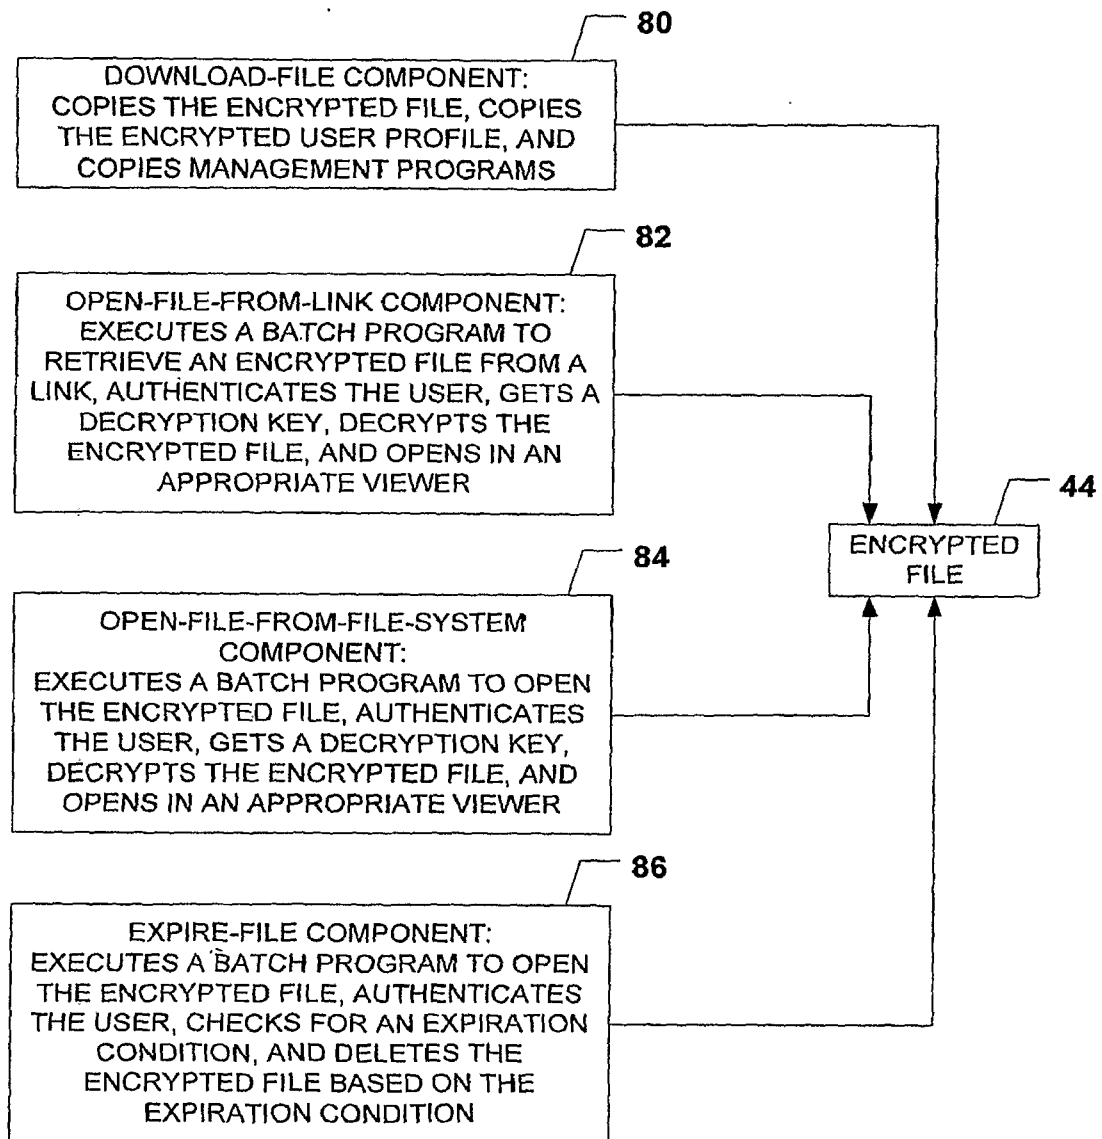 80
DOWNLOAD-FILE COMPONENT:
COPIES THE ENCRYPTED FILE, COPIES
THE ENCRYPTED USER PROFILE, AND
COPIES MANAGEMENT PROGRAMS
82
OPEN-FILE-FROM-LINK COMPONENT:
EXECUTES A BATCH PROGRAM TO
RETRIEVE AN ENCRYPTED FILE FROM A
LINK, AUTHENTICATES THE USER, GETS A
DECRYPTION KEY, DECRYPTS THE
ENCRYPTED FILE, AND OPENS IN AN
APPROPRIATE VIEWER
44
ENCRYPTED
FILE
84
OPEN-FILE-FROM-FILE-SYSTEM
COMPONENT:
EXECUTES A BATCH PROGRAM TO OPEN
THE ENCRYPTED FILE, AUTHENTICATES
THE USER, GETS A DECRYPTION KEY,
DECRYPTS THE ENCRYPTED FILE, AND
OPENS IN AN APPROPRIATE VIEWER
86
EXPIRE-FILE COMPONENT:
EXECUTES A BATCH PROGRAM TO OPEN
THE ENCRYPTED FILE, AUTHENTICATES
THE USER, CHECKS FOR AN EXPIRATION
CONDITION, AND DELETES THE
ENCRYPTED FILE BASED ON THE
EXPIRATION CONDITION